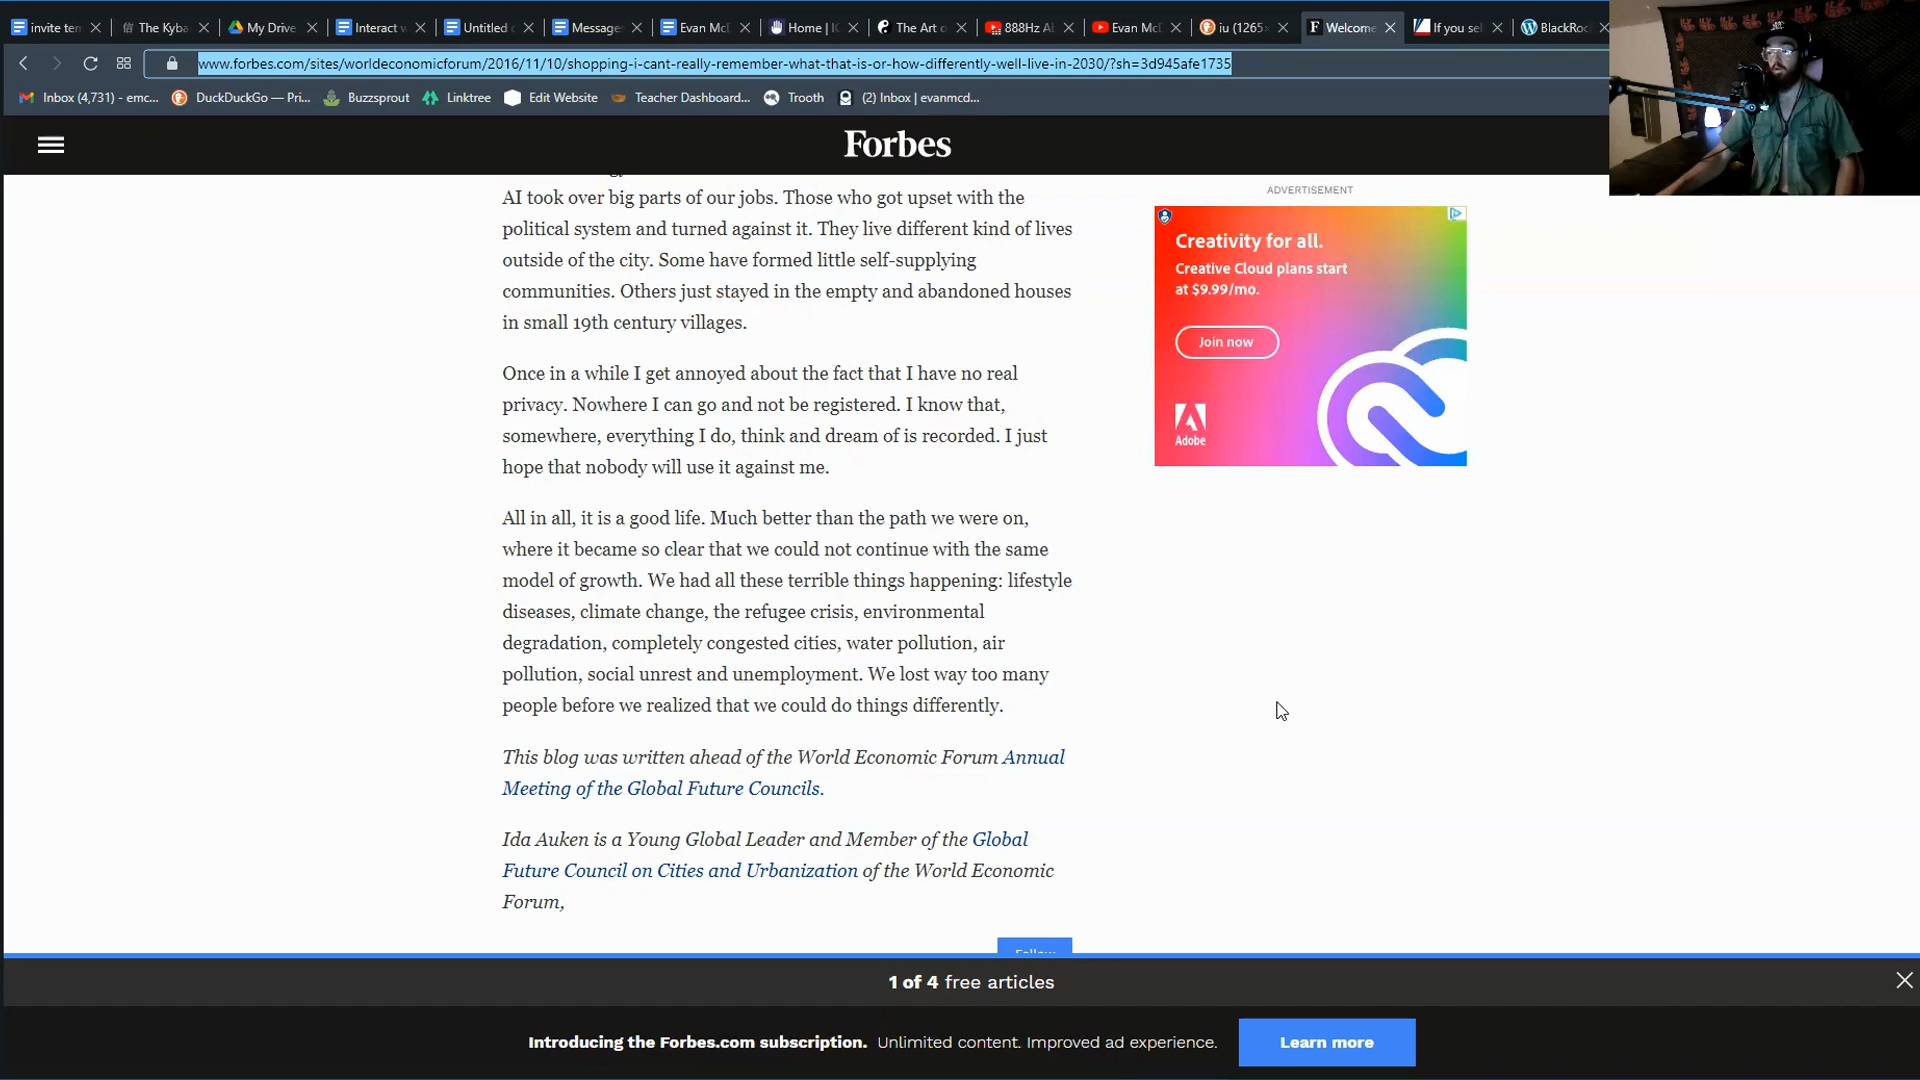 invite tem
The Kyba
My Drive
Interact w
Untitled
Messages
Evan McD
Home | IC
The Art o
888Hz Ab
Evan McD
iu (1265×
Welcome
If you sel
BlackRoc
www.forbes.com/sites/worldeconomicforum/2016/11/10/shopping-i-cant-really-remember-what-that-is-or-how-differently-well-live-in-2030/?sh=3d945afe1735
Inbox (4,731) - emc...
DuckDuckGo — Pri...
Buzzsprout
Linktree
Edit Website
Teacher Dashboard...
Trooth
(2) Inbox | evanmcd...
Forbes
AI took over big parts of our jobs. Those who got upset with the
political system and turned against it. They live different kind of lives
outside of the city. Some have formed little self-supplying
communities. Others just stayed in the empty and abandoned houses
in small 19th century villages.
Once in a while I get annoyed about the fact that I have no real
privacy. Nowhere I can go and not be registered. I know that,
somewhere, everything I do, think and dream of is recorded. I just
hope that nobody will use it against me.
All in all, it is a good life. Much better than the path we were on,
where it became so clear that we could not continue with the same
model of growth. We had all these terrible things happening: lifestyle
diseases, climate change, the refugee crisis, environmental
degradation, completely congested cities, water pollution, air
pollution, social unrest and unemployment. We lost way too many
people before we realized that we could do things differently.
This blog was written ahead of the World Economic Forum Annual
Meeting of the Global Future Councils.
Ida Auken is a Young Global Leader and Member of the Global
Future Council on Cities and Urbanization of the World Economic
Forum,
ADVERTISEMENT
Creativity for all.
Creative Cloud plans start
at $9.99/mo.
Join now
Adobe
1 of 4 free articles
Introducing the Forbes.com subscription. Unlimited content. Improved ad experience.
Learn more